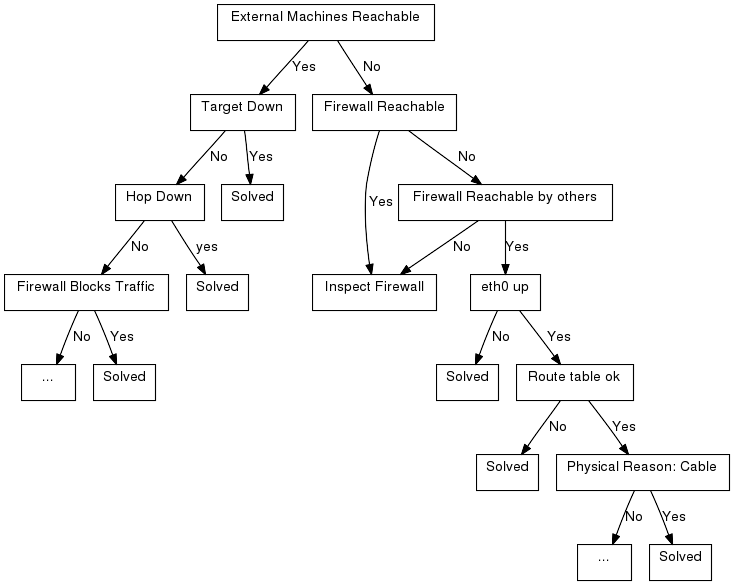 External Machines Reachable
Yes
No
Target Down
Firewall Reachable
No
Yes
Yes
No
Hop Down
Solved
Firewall Reachable by others
No
yes
No
Yes
Firewall Blocks Traffic
Solved
Inspect Firewall
eth0 up
No
Yes
No
Yes
...
Solved
Solved
Route table ok
No
Yes
Solved
Physical Reason: Cable
No
Yes
...
Solved